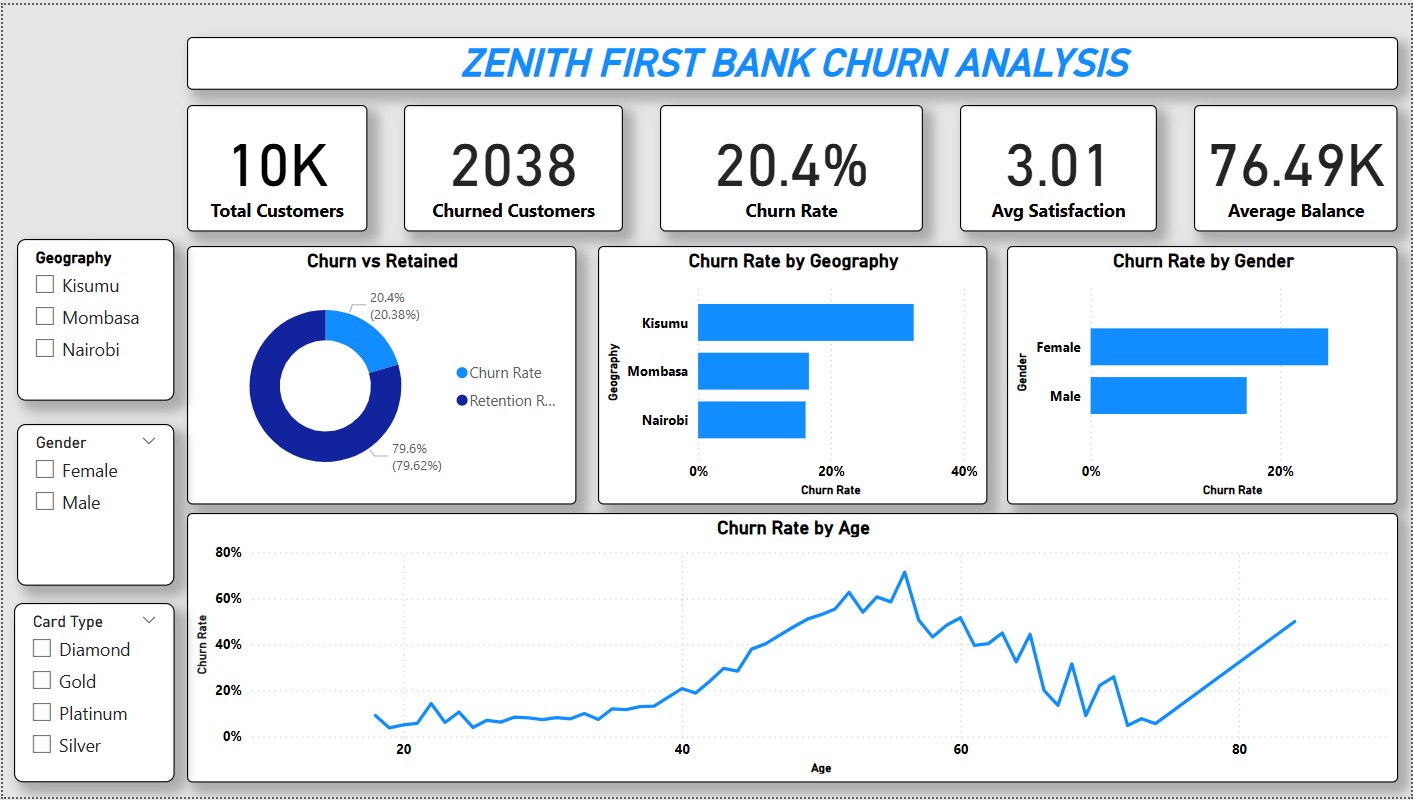 ZENITH FIRST BANK CHURN ANALYSIS
10K
Total Customers
2038
Churned Customers
20.4%
Churn Rate
3.01
Avg Satisfaction
76.49K
Average Balance
Geography
Kisumu
Mombasa
Nairobi
Gender
Female
Male
Card Type
Diamond
Gold
Platinum
Silver
Churn vs Retained
20.4%
(20.38%)
79.6%
(79.62%)
Churn Rate
Retention R...
Churn Rate by Geography
Geography
Kisumu
Mombasa
Nairobi
0% 20% 40%
Churn Rate
Churn Rate by Gender
Gender
Female
Male
0% 20%
Churn Rate
Churn Rate by Age
Churn Rate
80%
60%
40%
20%
0%
20 40 60 80
Age